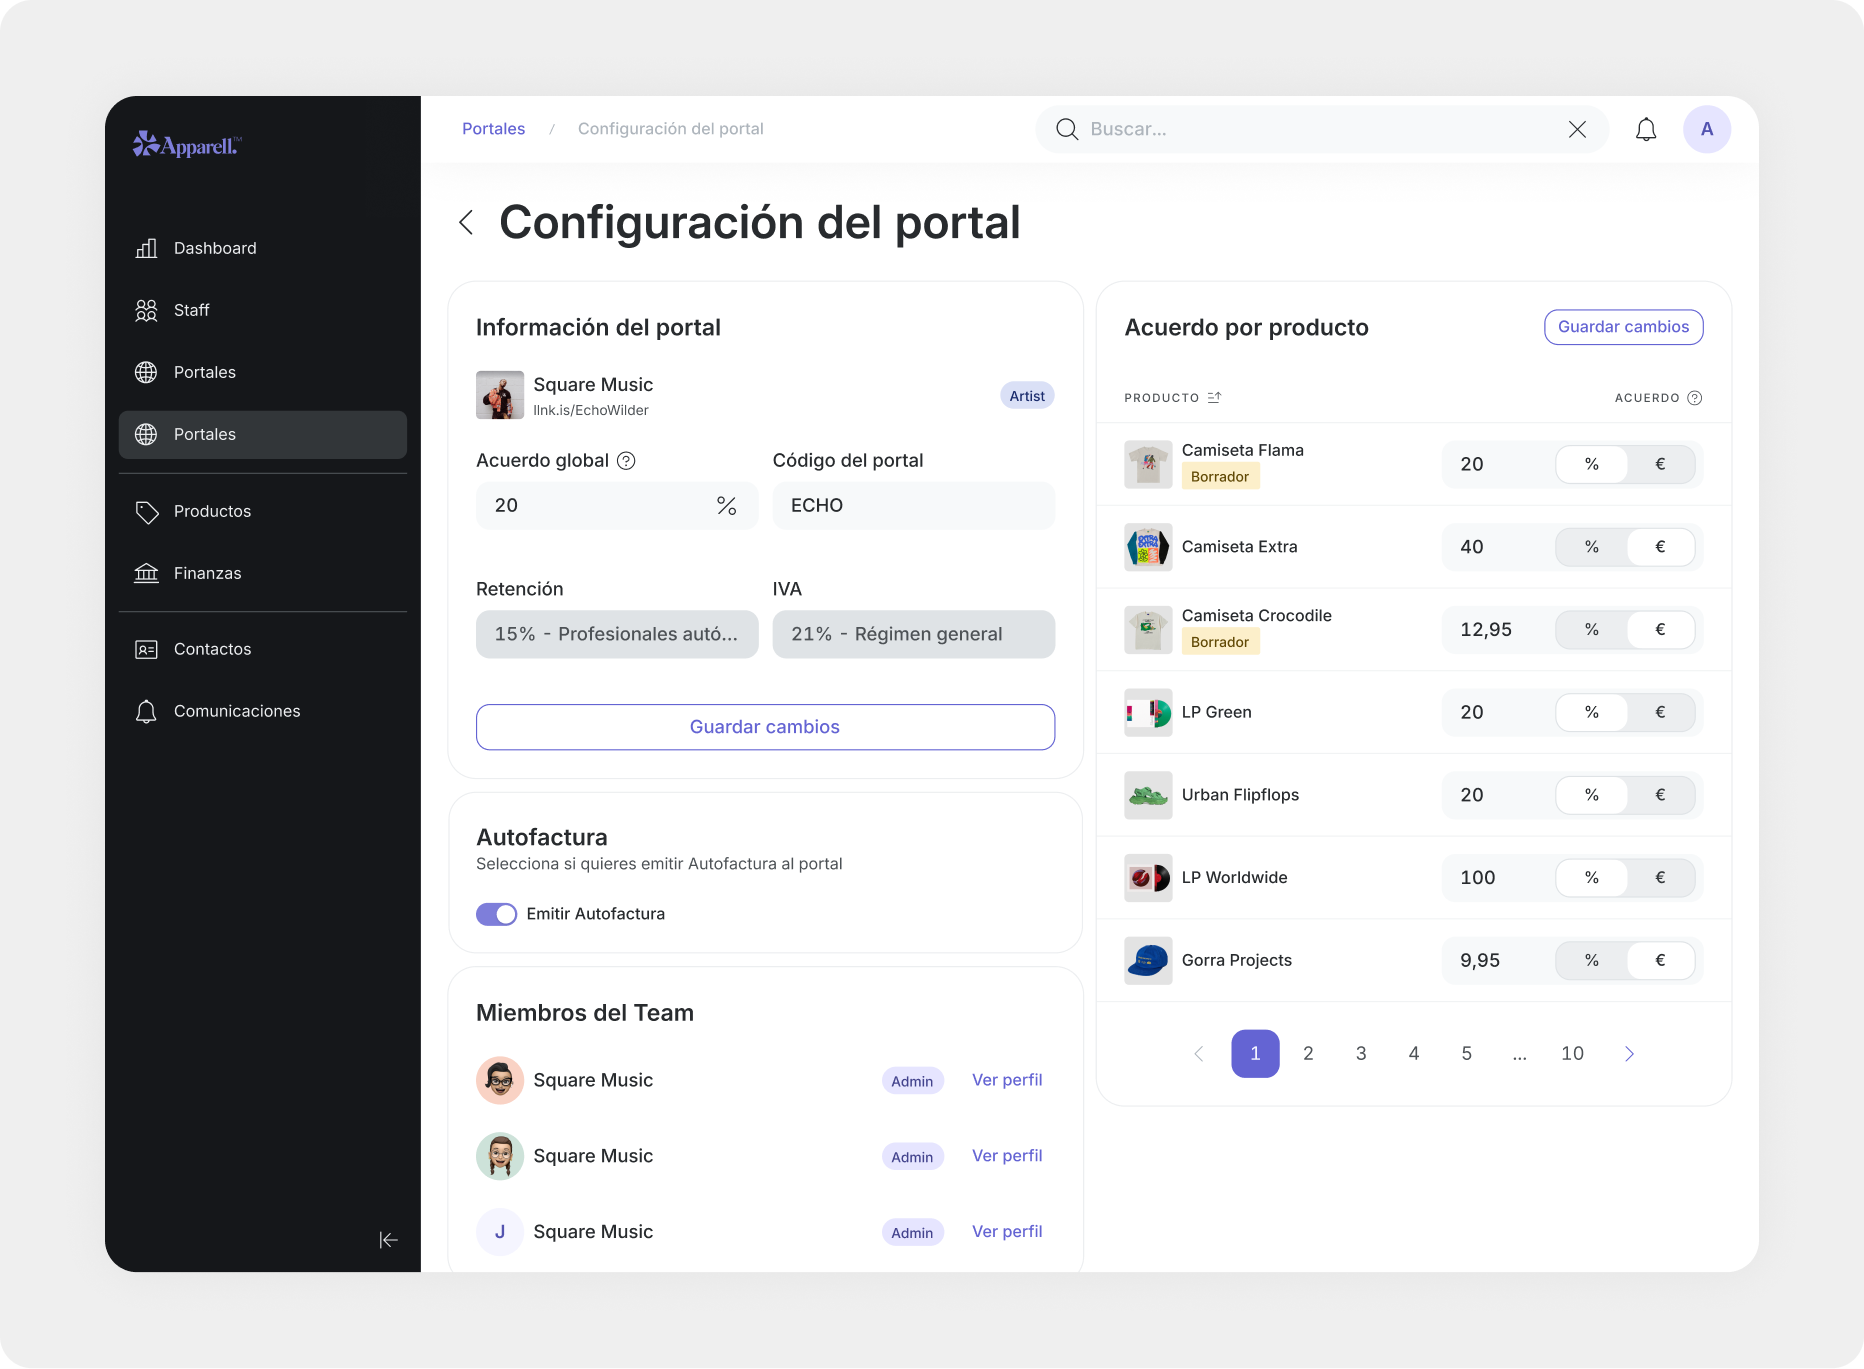 Apparell.™
Dashboard
Staff
Portales
Portales
Productos
Finanzas
Contactos
Comunicaciones
Portales / Configuración del portal
Buscar...
A
Configuración del portal
Información del portal
Square Music
llnk.is/EchoWilder
Artist
Acuerdo global ?
Código del portal
20 %
ECHO
Retención
IVA
15% - Profesionales autó...
21% - Régimen general
Guardar cambios
Autofactura
Selecciona si quieres emitir Autofactura al portal
Emitir Autofactura
Miembros del Team
Square Music Admin Ver perfil
Square Music Admin Ver perfil
J Square Music Admin Ver perfil
Acuerdo por producto
Guardar cambios
PRODUCTO ACUERDO ?
Camiseta Flama
Borrador
20 % €
Camiseta Extra
40 % €
Camiseta Crocodile
Borrador
12,95 % €
LP Green
20 % €
Urban Flipflops
20 % €
LP Worldwide
100 % €
Gorra Projects
9,95 % €
1 2 3 4 5 ... 10